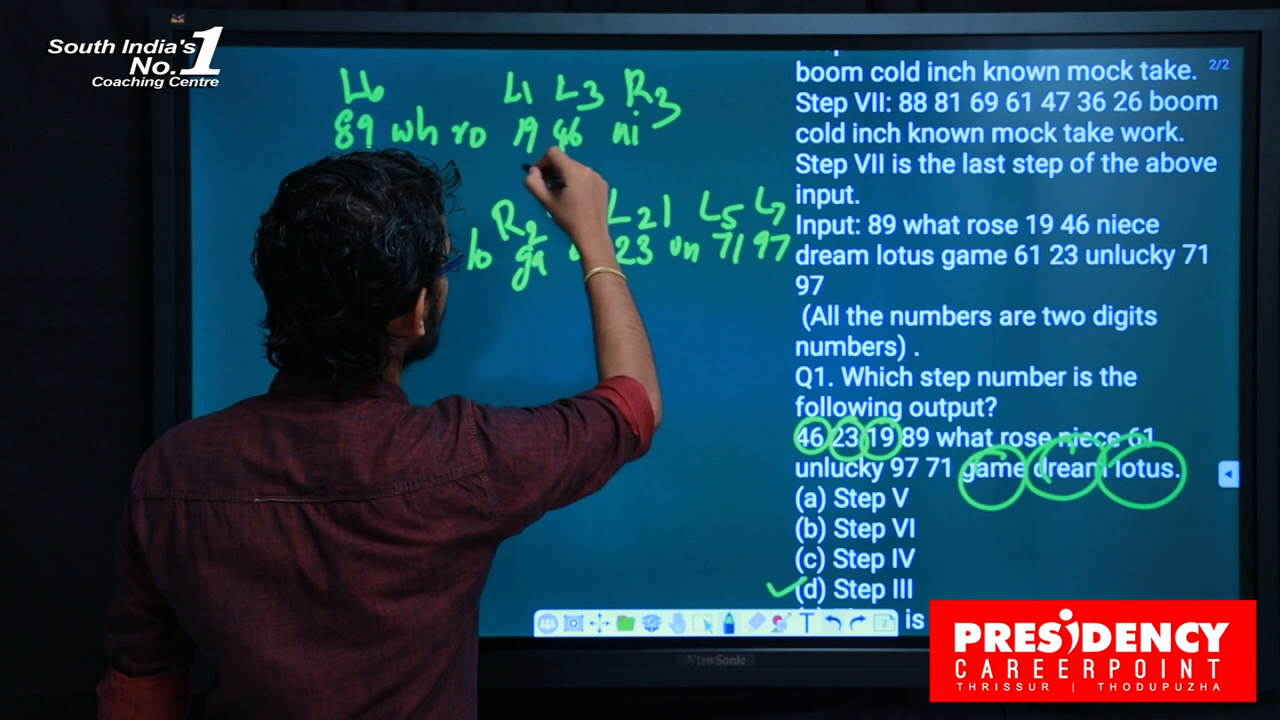 South India's
No.1
Coaching Centre
L6 L1 L3 R3
89 wh ro 19 46 ni
R2 L2 L5 L7
lo ga 23 un 71 97
boom cold inch known mock take. 2/2
Step VII: 88 81 69 61 47 36 26 boom
cold inch known mock take work.
Step VII is the last step of the above
input.
Input: 89 what rose 19 46 niece
dream lotus game 61 23 unlucky 71
97
(All the numbers are two digits
numbers) .
Q1. Which step number is the
following output?
46 23 19 89 what rose niece 61
unlucky 97 71 game dream lotus.
(a) Step V
(b) Step VI
(c) Step IV
(d) Step III
is
ViewSonic
PRESiDENCY
CAREERPOINT
THRISSUR | THODUPUZHA